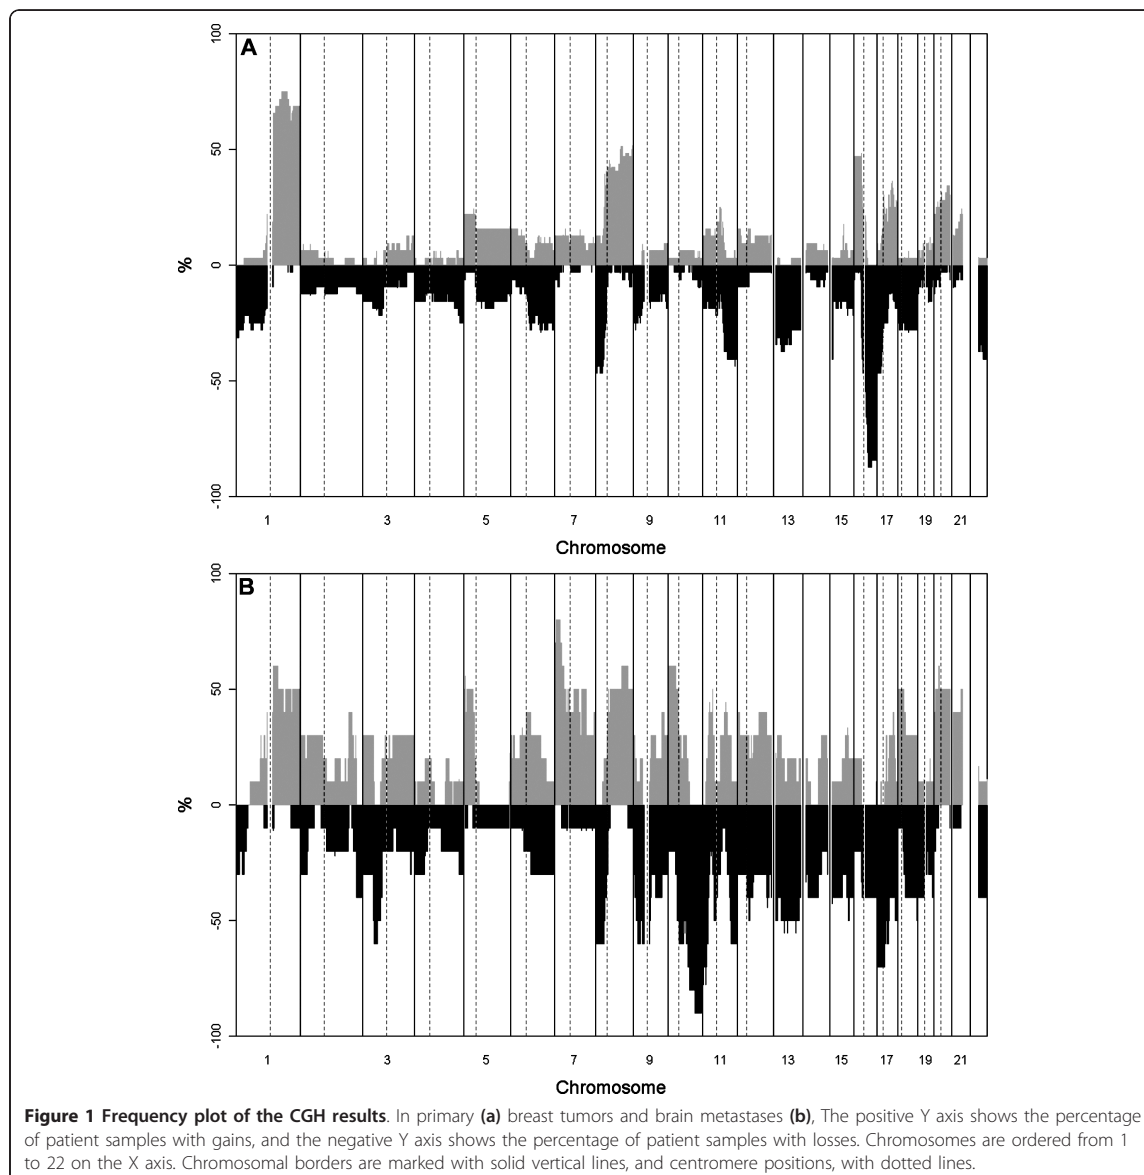 A
100
50
0
-50
-100
%
1 3 5 7 9 11 13 15 17 19 21
Chromosome
B
100
50
0
-50
-100
%
1 3 5 7 9 11 13 15 17 19 21
Chromosome
Figure 1 Frequency plot of the CGH results. In primary (a) breast tumors and brain metastases (b), The positive Y axis shows the percentage
of patient samples with gains, and the negative Y axis shows the percentage of patient samples with losses. Chromosomes are ordered from 1
to 22 on the X axis. Chromosomal borders are marked with solid vertical lines, and centromere positions, with dotted lines.